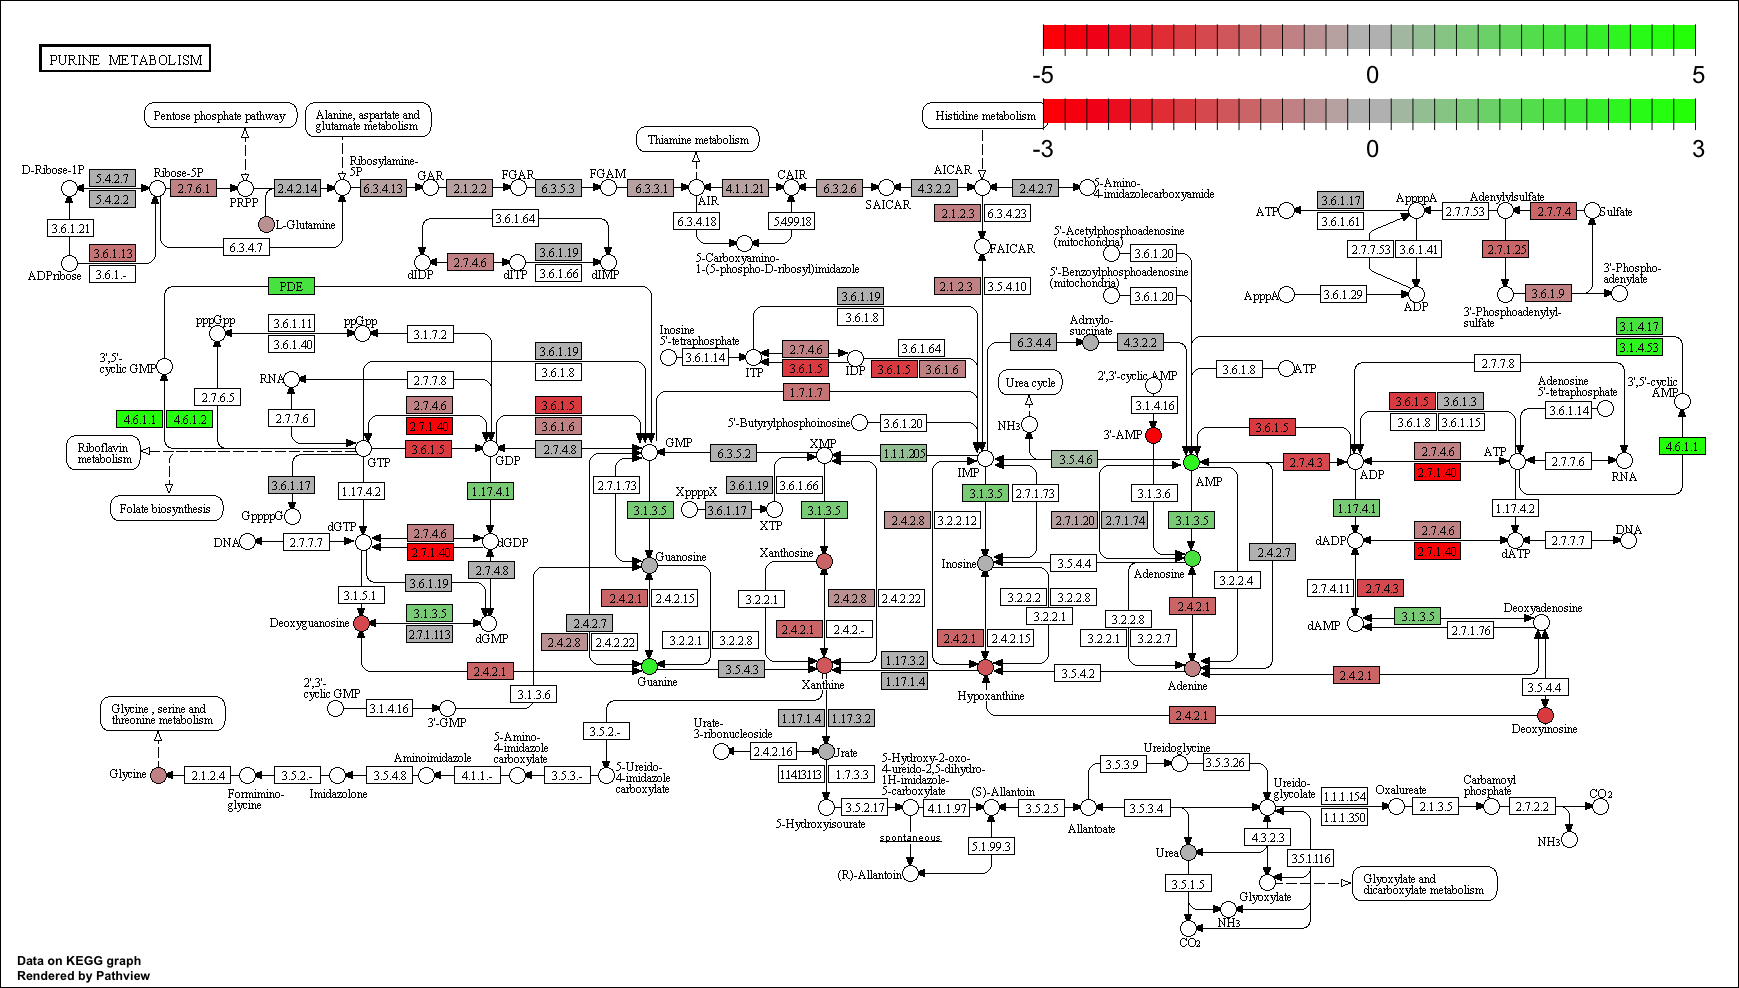 PURINE METABOLISM
-5 0 5
-3 0 3
Pentose phosphate pathway
Alanine, aspartate and
glutamate metabolism
Thiamine metabolism
Histidine metabolism
D-Ribose-1P
5.4.2.7
5.4.2.2
Ribose-5P
2.7.6.1
PRPP
2.4.2.14
Ribosylamine-
5P
6.3.4.13
GAR
2.1.2.2
FGAR
6.3.5.3
FGAM
6.3.3.1
AIR
4.1.1.21
CAIR
6.3.2.6
SAICAR
4.3.2.2
AICAR
2.4.2.7
5-Amino-
4-imidazolecarboxyamide
3.6.1.21
L-Glutamine
6.3.4.7
3.6.1.13
3.6.1.-
ADPribose
3.6.1.64
dIDP
2.7.4.6
dITP
3.6.1.19
3.6.1.66
dIMP
6.3.4.18
5.4.99.18
5-Carboxyamino-
1-(5-phospho-D-ribosyl)imidazole
2.1.2.3
6.3.4.23
FAICAR
2.1.2.3
3.5.4.10
5'-Acetylphosphoadenosine
(mitochondria)
3.6.1.20
5'-Benzoylphosphoadenosine
(mitochondria)
3.6.1.20
ATP
3.6.1.17
3.6.1.61
AppppA
2.7.7.53
Adenylylsulfate
2.7.7.4
Sulfate
2.7.7.53
3.6.1.41
2.7.1.25
ApppA
3.6.1.29
ADP
3.6.1.9
3'-Phospho-
adenylate
3'-Phosphoadenylyl-
sulfate
PDE
pppGpp
3.6.1.11
3.6.1.40
ppGpp
3.1.7.2
3',5'-
cyclic GMP
2.7.6.5
RNA
2.7.7.8
2.7.7.6
3.6.1.19
3.6.1.8
4.6.1.1
4.6.1.2
2.7.4.6
2.7.1.40
3.6.1.5
3.6.1.5
3.6.1.6
2.7.4.8
Riboflavin
metabolism
GTP
GDP
GMP
Folate biosynthesis
3.6.1.17
GppppG
1.17.4.2
1.17.4.1
DNA
2.7.7.7
dGTP
2.7.4.6
2.7.1.40
dGDP
3.6.1.19
2.7.4.8
3.1.5.1
3.1.3.5
2.7.1.113
Deoxyguanosine
dGMP
2.4.2.1
Inosine
5'-tetraphosphate
3.6.1.14
ITP
3.6.1.19
3.6.1.8
2.7.4.6
3.6.1.5
IDP
3.6.1.64
3.6.1.5
3.6.1.6
1.7.1.7
5'-Butyrylphosphoinosine
3.6.1.20
6.3.4.4
Adrnylo-
succinate
4.3.2.2
Urea cycle
NH3
2',3'-cyclic AMP
3.1.4.16
3'-AMP
3.6.1.8
ATP
3.1.4.17
3.1.4.53
2.7.7.8
Adenosine
5'-tetraphosphate
3',5'-cyclic
AMP
3.6.1.14
3.6.1.5
3.6.1.3
3.6.1.8
3.6.1.15
3.6.1.5
4.6.1.1
6.3.5.2
XMP
1.1.1.205
IMP
3.5.4.6
AMP
2.7.4.3
ADP
2.7.4.6
2.7.1.40
ATP
2.7.7.6
RNA
2.7.1.73
3.1.3.5
XppppX
3.6.1.17
3.6.1.19
3.6.1.66
XTP
3.1.3.5
3.1.3.5
2.7.1.73
3.1.3.6
2.4.2.8
3.2.2.12
2.7.1.20
2.7.1.74
3.1.3.5
2.4.2.7
1.17.4.1
1.17.4.2
dADP
2.7.4.6
2.7.1.40
dATP
2.7.7.7
DNA
Guanosine
Xanthosine
Inosine
3.5.4.4
Adenosine
3.2.2.4
2.7.4.11
2.7.4.3
2.4.2.1
2.4.2.15
2.4.2.7
2.4.2.8
2.4.2.22
3.2.2.1
3.2.2.8
3.2.2.1
2.4.2.8
2.4.2.22
2.4.2.1
2.4.2.-
3.2.2.2
3.2.2.8
3.2.2.1
2.4.2.1
2.4.2.15
2.4.2.1
3.2.2.8
3.2.2.1
3.2.2.7
dAMP
3.1.3.5
2.7.1.76
Deoxyadenosine
Guanine
3.5.4.3
Xanthine
1.17.3.2
1.17.1.4
Hypoxanthine
3.5.4.2
Adenine
2.4.2.1
3.5.4.4
2.4.2.1
Deoxyinosine
2',3'-
cyclic GMP
3.1.4.16
3'-GMP
3.1.3.6
Glycine , serine and
threonine metabolism
3.5.2.-
1.17.1.4
1.17.3.2
Urate-
3-ribonucleoside
2.4.2.16
Urate
1.14.13.113
1.7.3.3
Glycine
2.1.2.4
Formimino-
glycine
3.5.2.-
Imidazolone
3.5.4.8
Aminoimidazole
4.1.1.-
5-Amino-
4-imidazole
carboxylate
3.5.3.-
5-Ureido-
4-imidazole
carboxylate
5-Hydroxyisourate
3.5.2.17
5-Hydroxy-2-oxo-
4-ureido-2,5-dihydro-
1H-imidazole-
5-carboxylate
4.1.1.97
(S)-Allantoin
3.5.2.5
Allantoate
spontaneous
5.1.99.3
(R)-Allantoin
3.5.3.9
Ureidoglycine
3.5.3.26
3.5.3.4
Ureido-
glycolate
1.1.1.154
1.1.1.350
Oxalureate
2.1.3.5
Carbamoyl
phosphate
2.7.2.2
CO2
NH3
4.3.2.3
Urea
3.5.1.116
3.5.1.5
Glyoxylate
Glyoxylate and
dicarboxylate metabolism
NH3
CO2
Data on KEGG graph
Rendered by Pathview